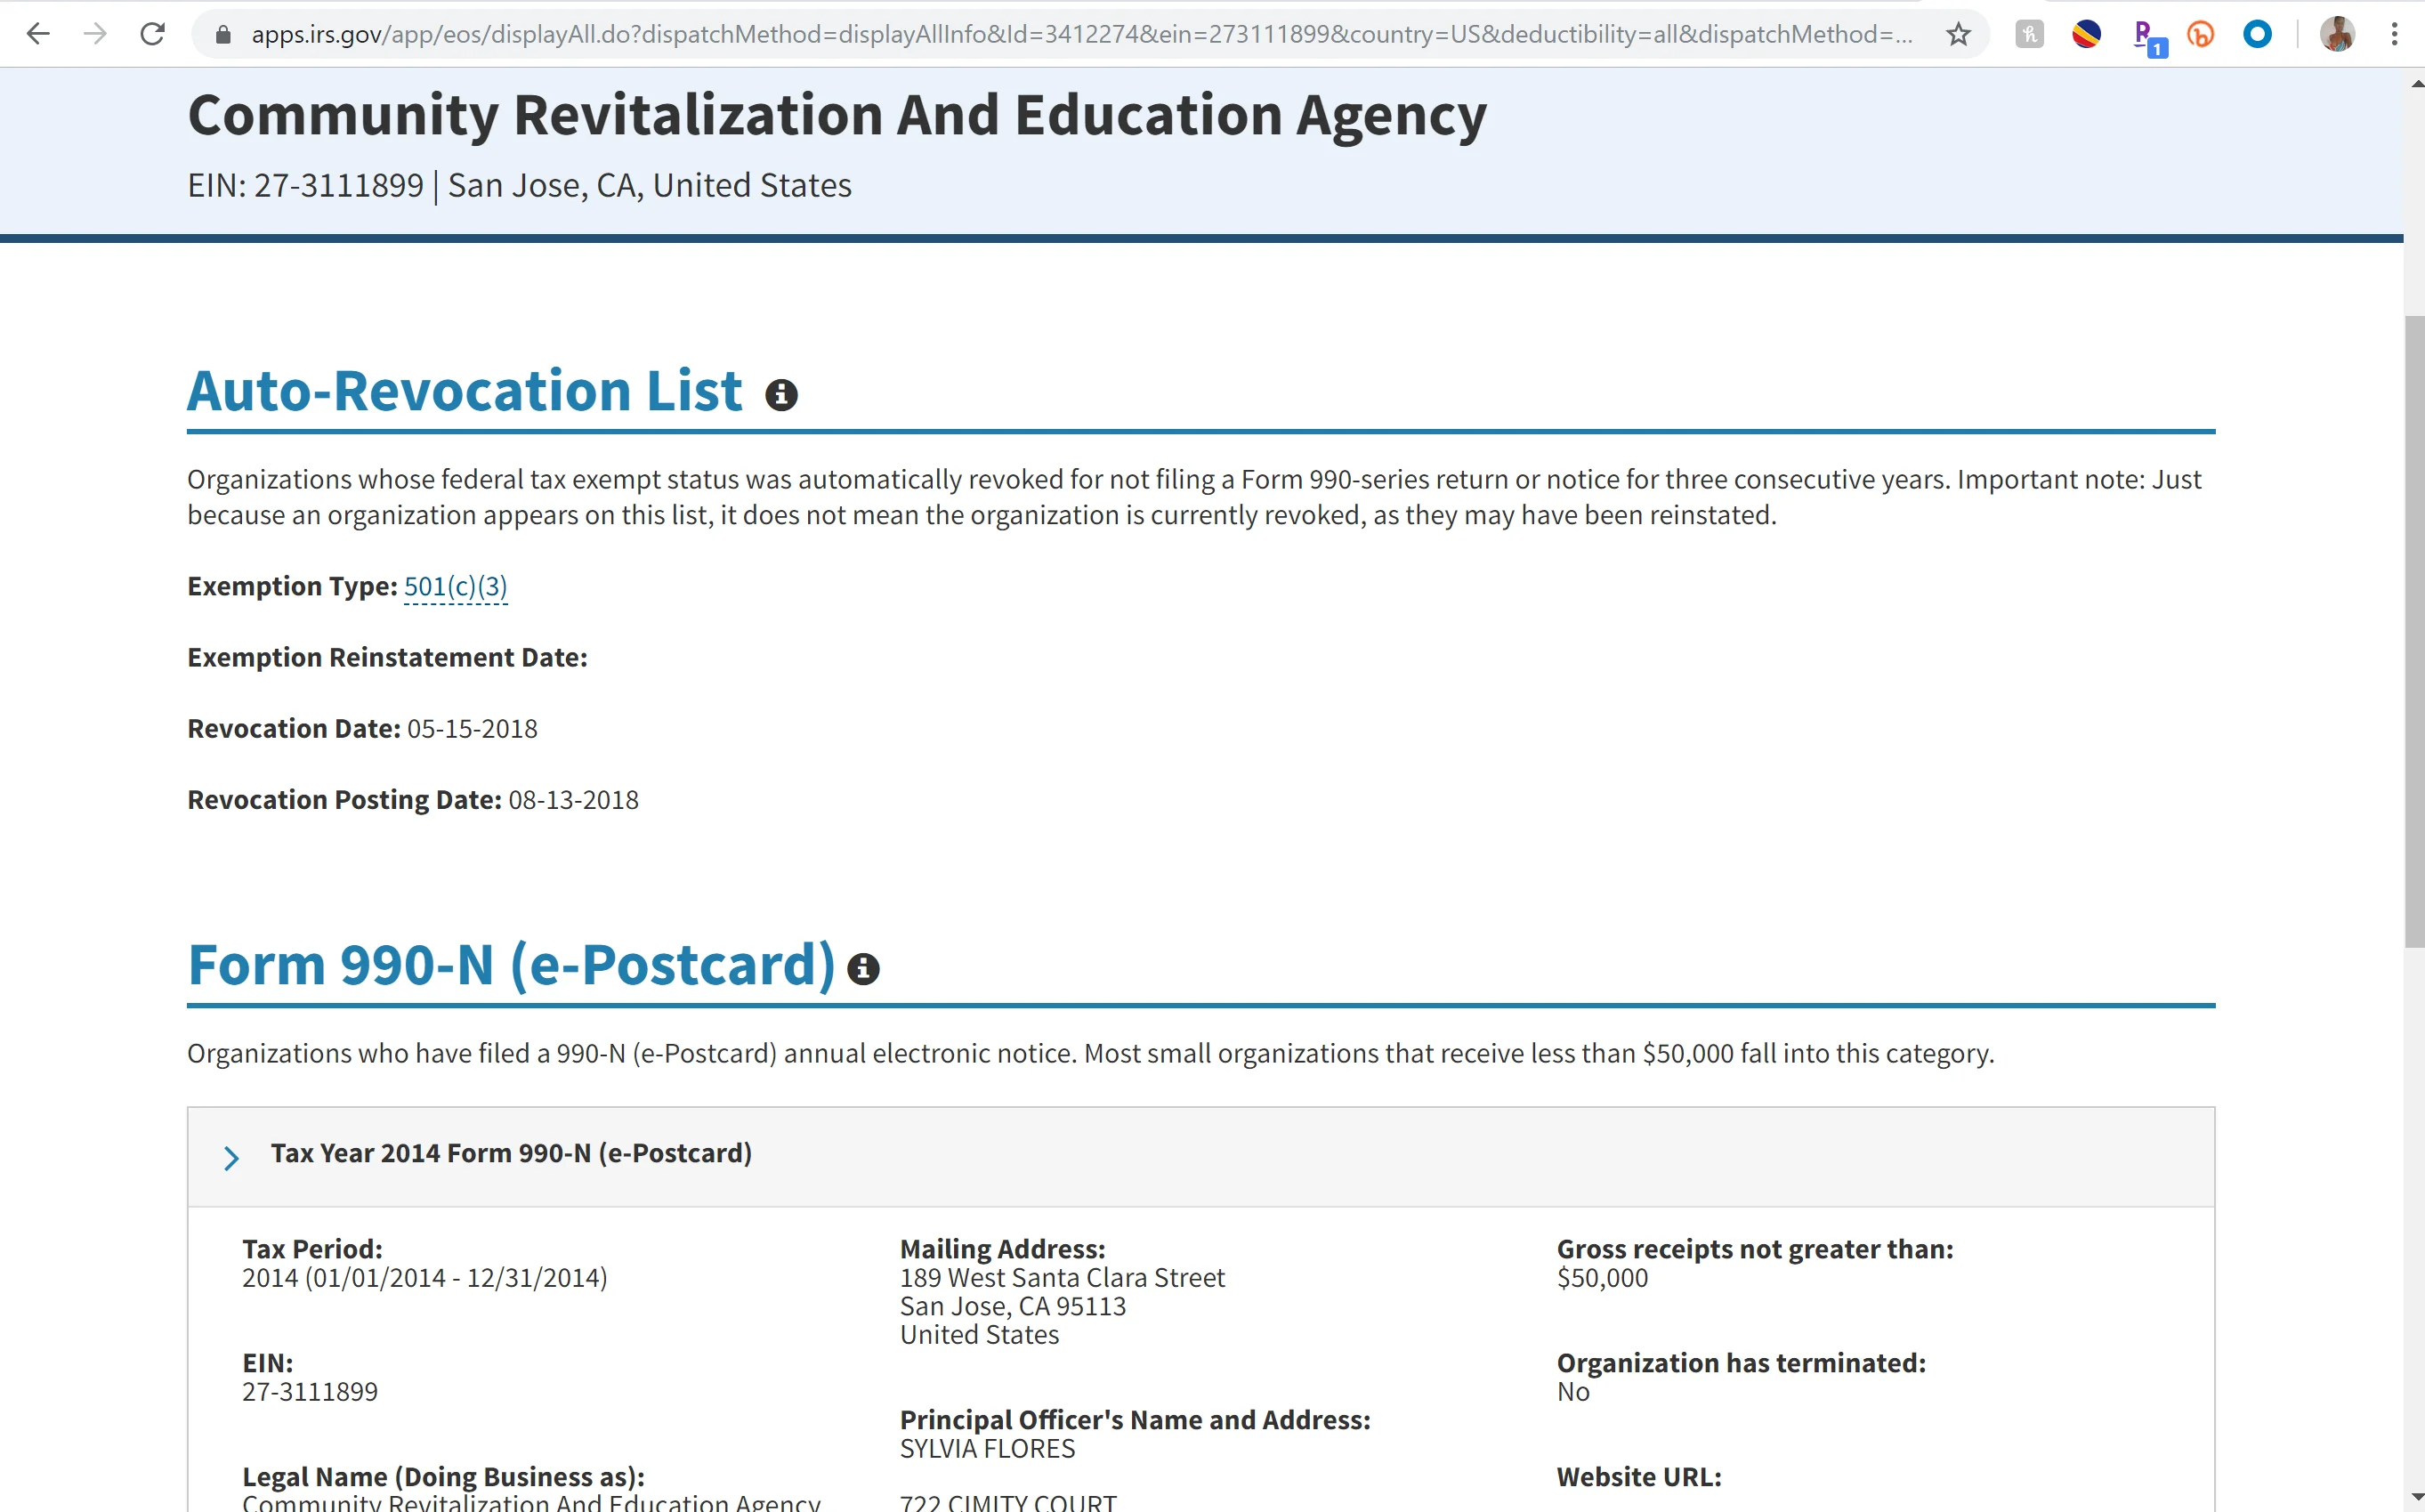 apps.irs.gov/app/eos/displayAll.do?dispatchMethod=displayAllInfo&Id=3412274&ein=273111899&country=US&deductibility=all&dispatchMethod=...
1
Community Revitalization And Education Agency
EIN: 27-3111899 | San Jose, CA, United States
Auto-Revocation List
Organizations whose federal tax exempt status was automatically revoked for not filing a Form 990-series return or notice for three consecutive years. Important note: Just
because an organization appears on this list, it does not mean the organization is currently revoked, as they may have been reinstated.
Exemption Type: 501(c)(3)
Exemption Reinstatement Date:
Revocation Date: 05-15-2018
Revocation Posting Date: 08-13-2018
Form 990-N (e-Postcard)
Organizations who have filed a 990-N (e-Postcard) annual electronic notice. Most small organizations that receive less than $50,000 fall into this category.
Tax Year 2014 Form 990-N (e-Postcard)
Tax Period:
2014 (01/01/2014 - 12/31/2014)
EIN:
27-3111899
Legal Name (Doing Business as):
Community Revitalization And Education Agency
Mailing Address:
189 West Santa Clara Street
San Jose, CA 95113
United States
Principal Officer's Name and Address:
SYLVIA FLORES
722 CIMITY COURT
Gross receipts not greater than:
$50,000
Organization has terminated:
No
Website URL: